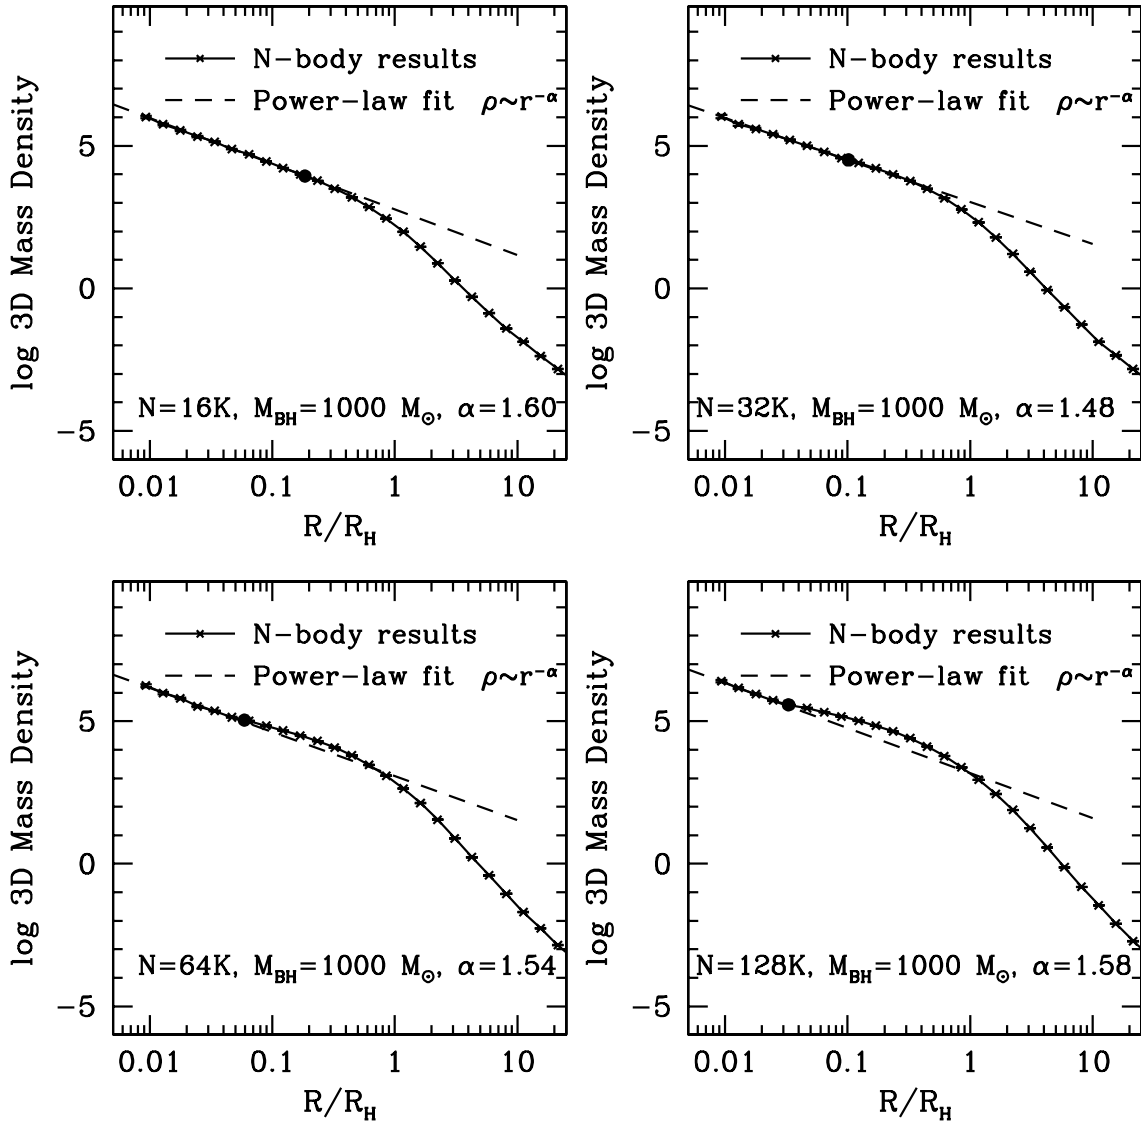 N-body results
Power-law fit ρ~r^-α
log 3D Mass Density
5
0
-5
N=16K, M_BH=1000 M_⊙, α=1.60
0.01 0.1 1 10
R/R_H
N-body results
Power-law fit ρ~r^-α
log 3D Mass Density
5
0
-5
N=32K, M_BH=1000 M_⊙, α=1.48
0.01 0.1 1 10
R/R_H
N-body results
Power-law fit ρ~r^-α
log 3D Mass Density
5
0
-5
N=64K, M_BH=1000 M_⊙, α=1.54
0.01 0.1 1 10
R/R_H
N-body results
Power-law fit ρ~r^-α
log 3D Mass Density
5
0
-5
N=128K, M_BH=1000 M_⊙, α=1.58
0.01 0.1 1 10
R/R_H